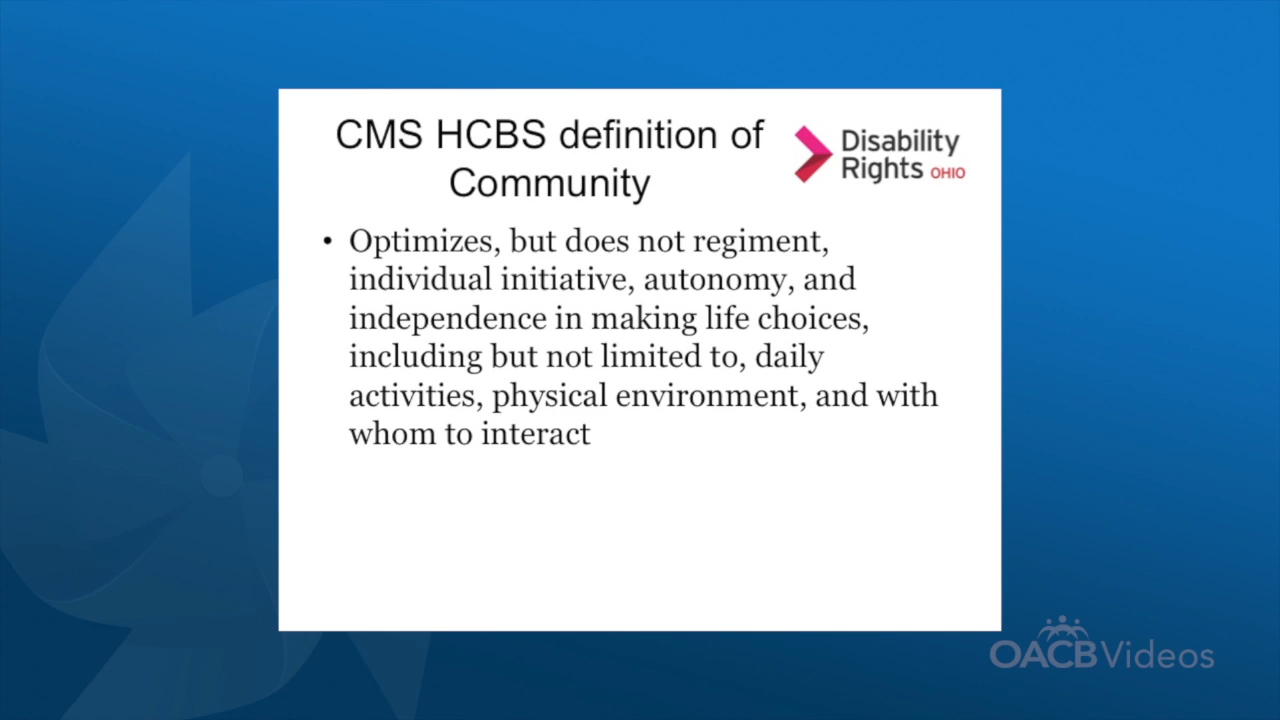 CMS HCBS definition of
Community
Disability
Rights OHIO
• Optimizes, but does not regiment,
individual initiative, autonomy, and
independence in making life choices,
including but not limited to, daily
activities, physical environment, and with
whom to interact
OACBVideos